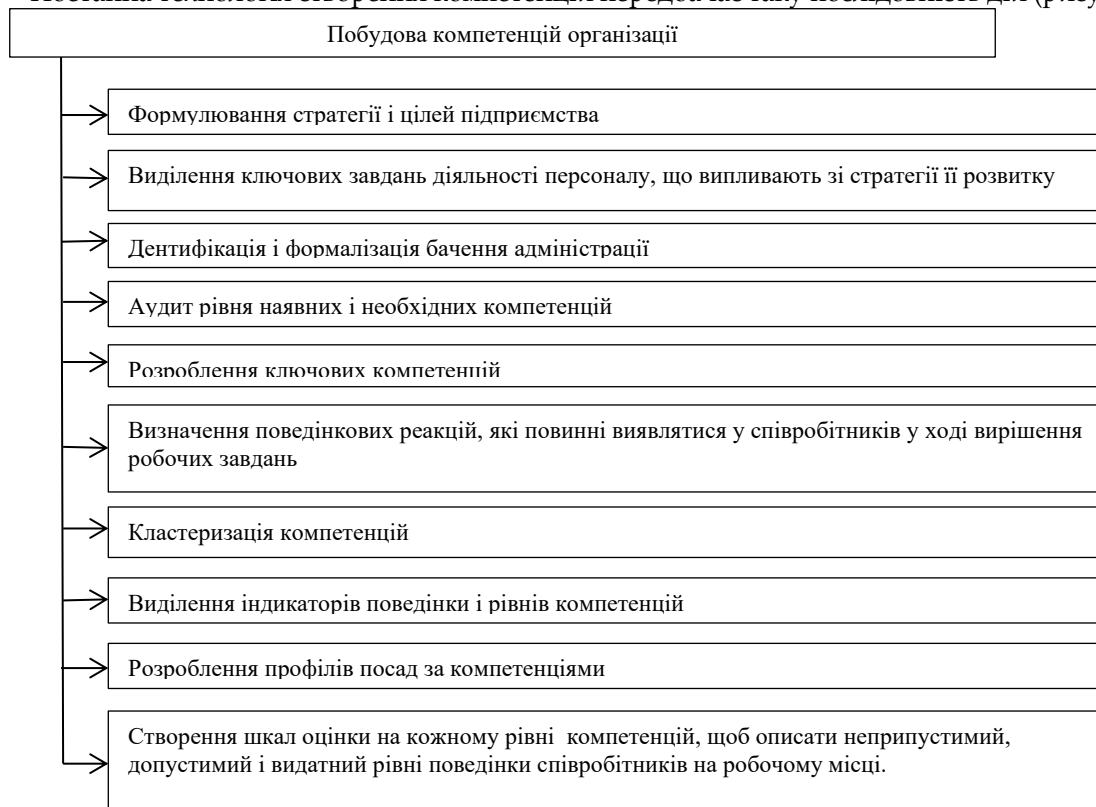 Побудова компетенцій організації
Формулювання стратегії і цілей підприємства
Виділення ключових завдань діяльності персоналу, що випливають зі стратегії її розвитку
Дентифікація і формалізація бачення адміністрації
Аудит рівня наявних і необхідних компетенцій
Розроблення ключових компетенцій
Визначення поведінкових реакцій, які повинні виявлятися у співробітників у ході вирішення
робочих завдань
Кластеризація компетенцій
Виділення індикаторів поведінки і рівнів компетенцій
Розроблення профілів посад за компетенціями
Створення шкал оцінки на кожному рівні компетенцій, щоб описати неприпустимий,
допустимий і видатний рівні поведінки співробітників на робочому місці.